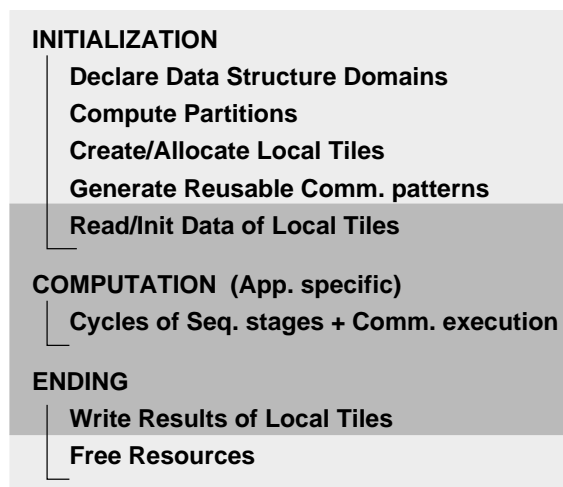 INITIALIZATION
Declare Data Structure Domains
Compute Partitions
Create/Allocate Local Tiles
Generate Reusable Comm. patterns
Read/Init Data of Local Tiles
COMPUTATION (App. specific)
Cycles of Seq. stages + Comm. execution
ENDING
Write Results of Local Tiles
Free Resources